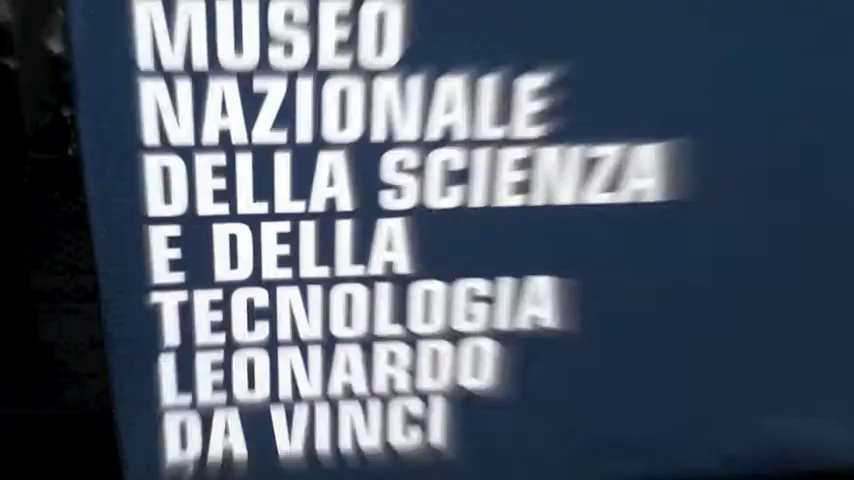 MUSEO
NAZIONALE
DELLA SCIENZA
E DELLA
TECNOLOGIA
LEONARDO
DA VINCI